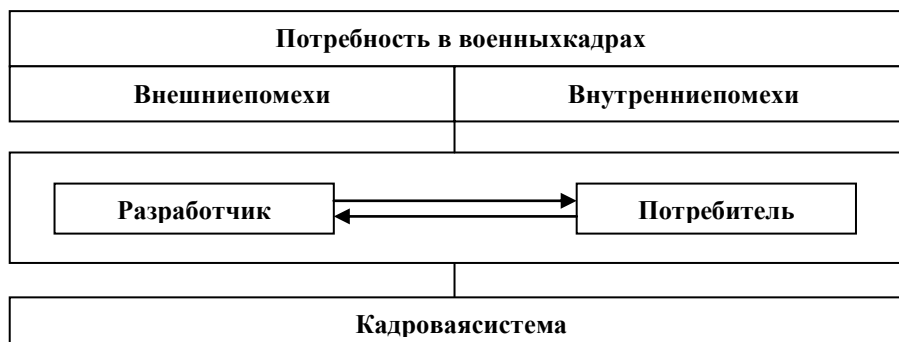 Потребность в военныхкадрах
Внешниепомехи Внутренниепомехи
Разработчик Потребитель
Кадроваясистема